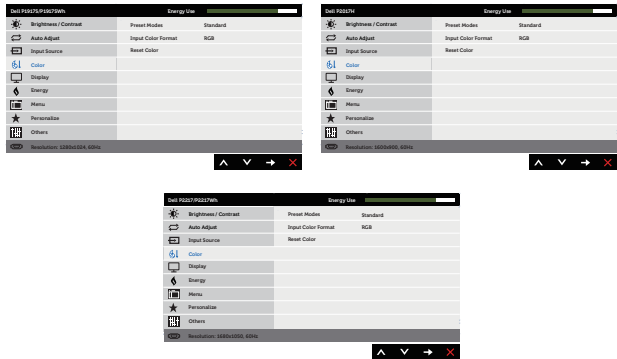 Dell P1917S/P1917SWh Energy Use
Brightness / Contrast Preset Modes Standard
Auto Adjust Input Color Format RGB
Input Source Reset Color
Color
Display
Energy
Menu
Personalize
Others
Resolution: 1280x1024, 60Hz
Dell P2017H Energy Use
Brightness / Contrast Preset Modes Standard
Auto Adjust Input Color Format RGB
Input Source Reset Color
Color
Display
Energy
Menu
Personalize
Others
Resolution: 1600x900, 60Hz
Dell P2217/P2217Wh Energy Use
Brightness / Contrast Preset Modes Standard
Auto Adjust Input Color Format RGB
Input Source Reset Color
Color
Display
Energy
Menu
Personalize
Others
Resolution: 1680x1050, 60Hz